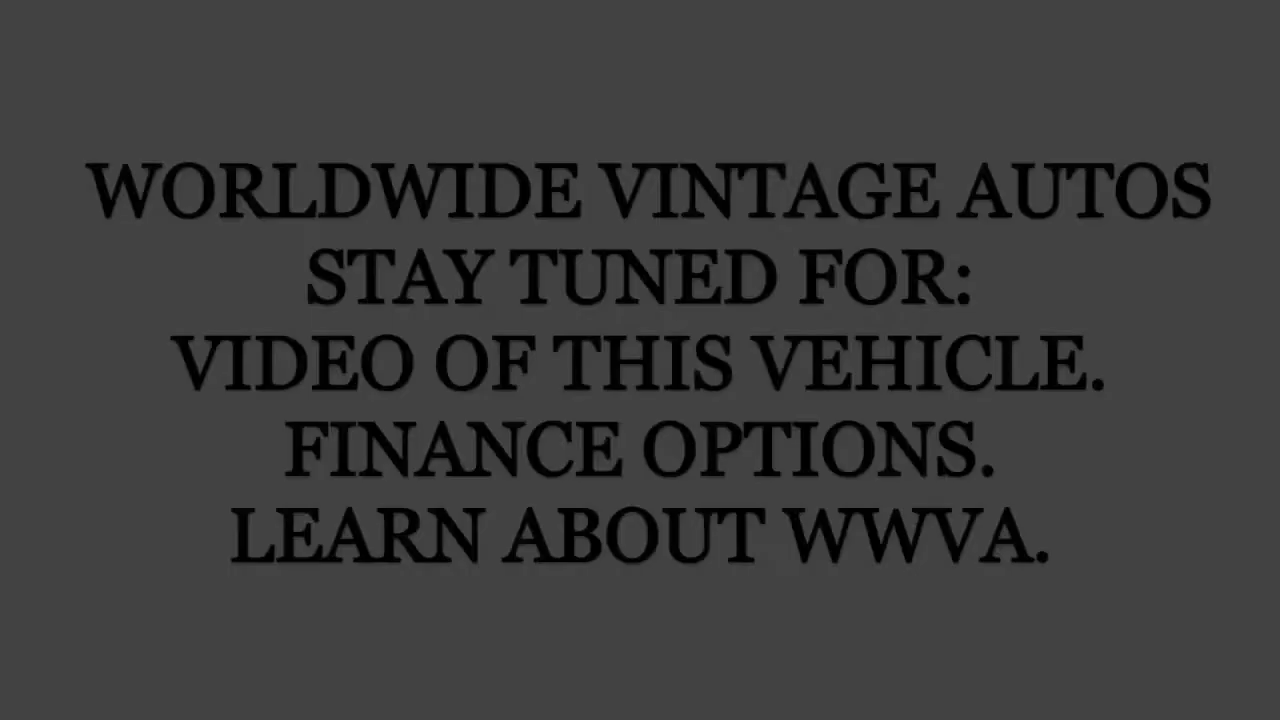 WORLDWIDE VINTAGE AUTOS
STAY TUNED FOR:
VIDEO OF THIS VEHICLE.
FINANCE OPTIONS.
LEARN ABOUT WWVA.